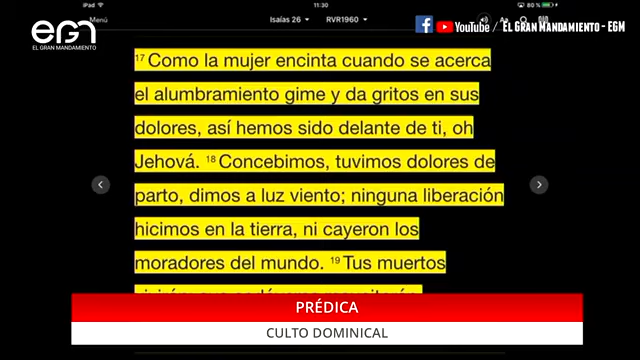 iPad
11:30
80 %
Menú
Isaías 26
RVR1960
Aa
YouTube / El Gran Mandamiento - EGM
EGM
EL GRAN MANDAMIENTO
17 Como la mujer encinta cuando se acerca
el alumbramiento gime y da gritos en sus
dolores, así hemos sido delante de ti, oh
Jehová. 18 Concebimos, tuvimos dolores de
parto, dimos a luz viento; ninguna liberación
hicimos en la tierra, ni cayeron los
moradores del mundo. 19 Tus muertos
PRÉDICA
CULTO DOMINICAL